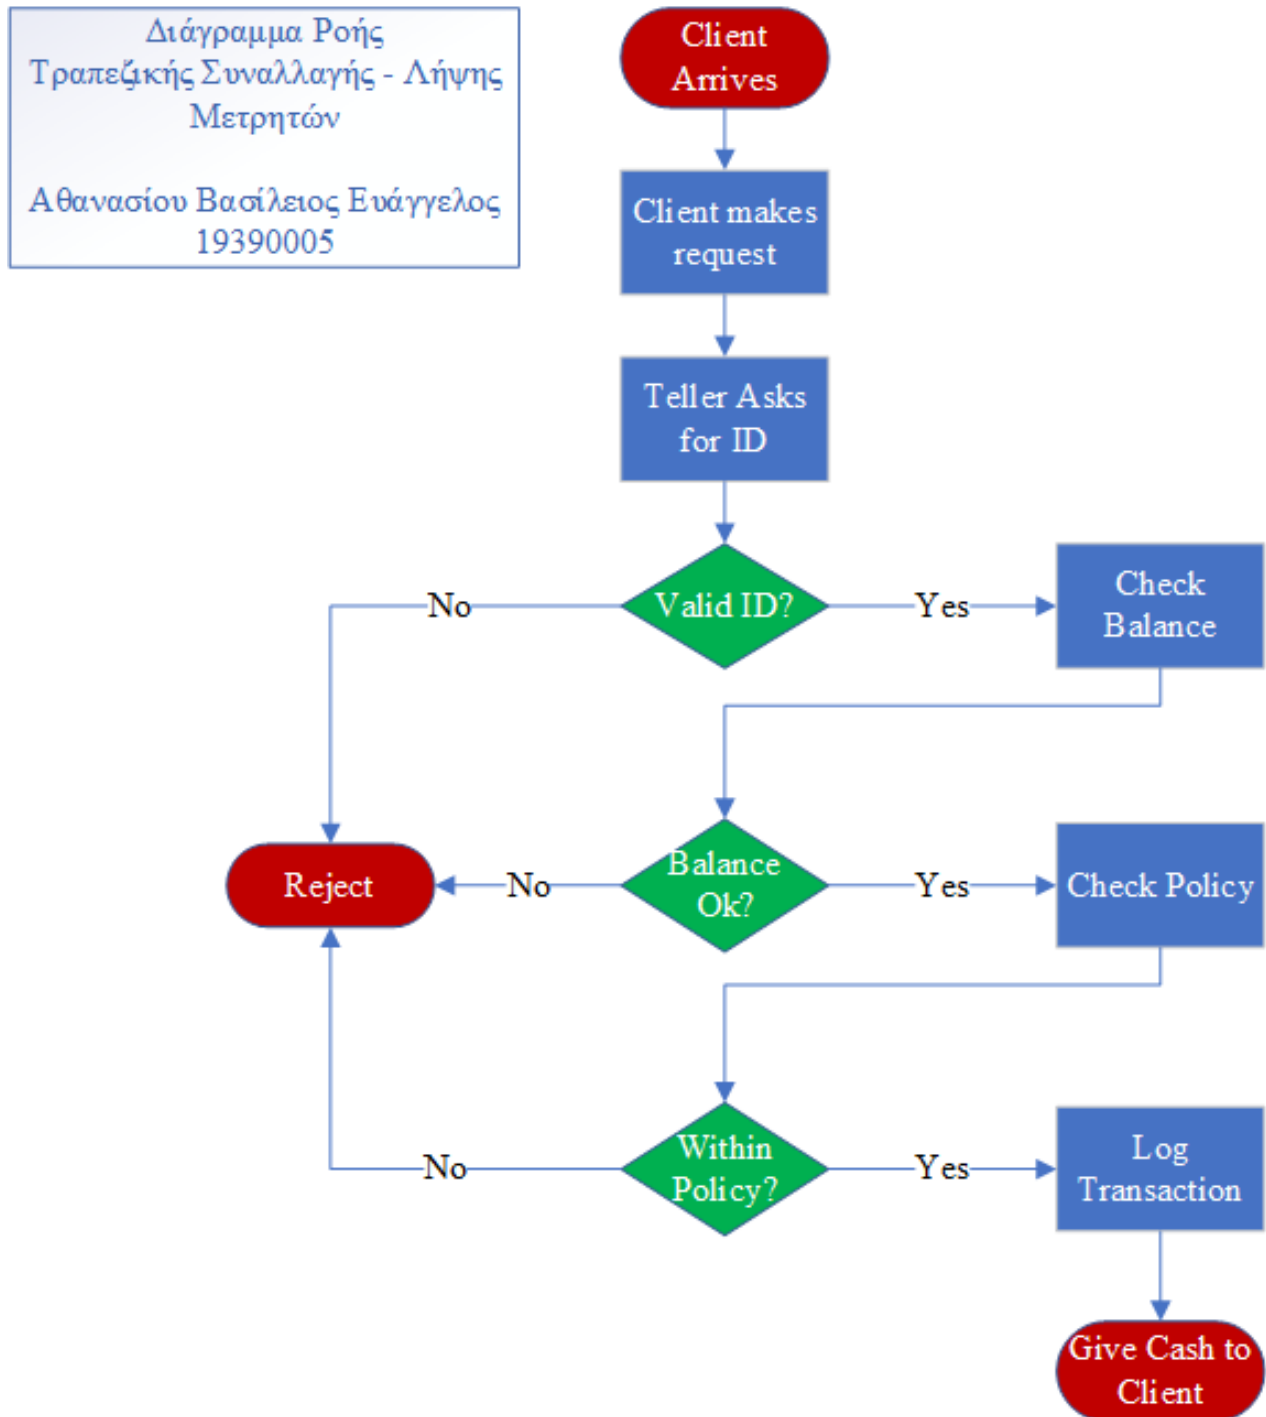 Διάγραμμα Ροής
Τραπεζικής Συναλλαγής - Λήψης
Μετρητών
Αθανασίου Βασίλειος Ευάγγελος
19390005
Client
Arrives
Client makes
request
Teller Asks
for ID
Valid ID?
No
Yes
Check
Balance
Balance
Ok?
No
Reject
Yes
Check Policy
Within
Policy?
No
Yes
Log
Transaction
Give Cash to
Client